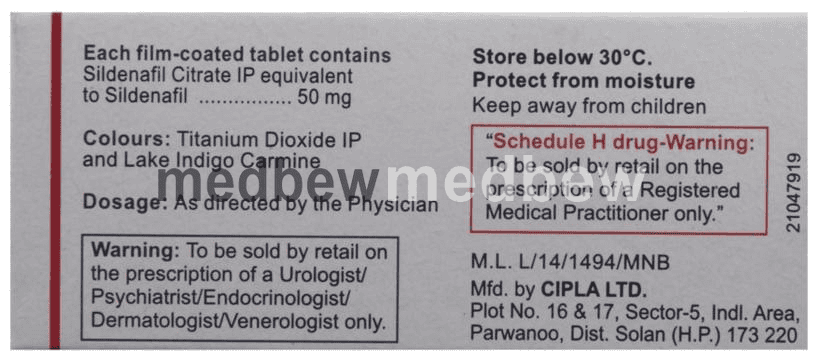 Each film-coated tablet contains
Sildenafil Citrate IP equivalent
to Sildenafil ................ 50 mg
Colours: Titanium Dioxide IP
and Lake Indigo Carmine
Dosage: As directed by the Physician
Warning: To be sold by retail on
the prescription of a Urologist/
Psychiatrist/Endocrinologist/
Dermatologist/Venerologist only.
Store below 30°C.
Protect from moisture
Keep away from children
"Schedule H drug-Warning:
To be sold by retail on the
prescription of a Registered
Medical Practitioner only."
M.L. L/14/1494/MNB
Mfd. by CIPLA LTD.
Plot No. 16 & 17, Sector-5, Indl. Area,
Parwanoo, Dist. Solan (H.P.) 173 220
21047919
medbewmedbew